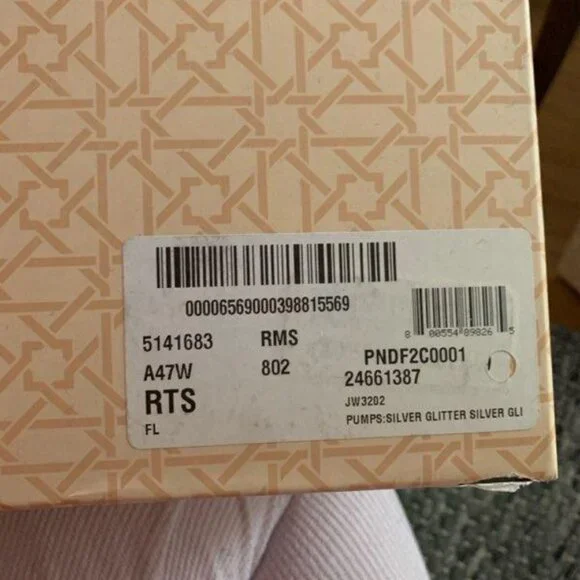 00006569000398815569
5141683 RMS
A47W 802
RTS
FL
8 00554 89826 5
PNDF2C0001
24661387
JW3202
PUMPS:SILVER GLITTER SILVER GLI